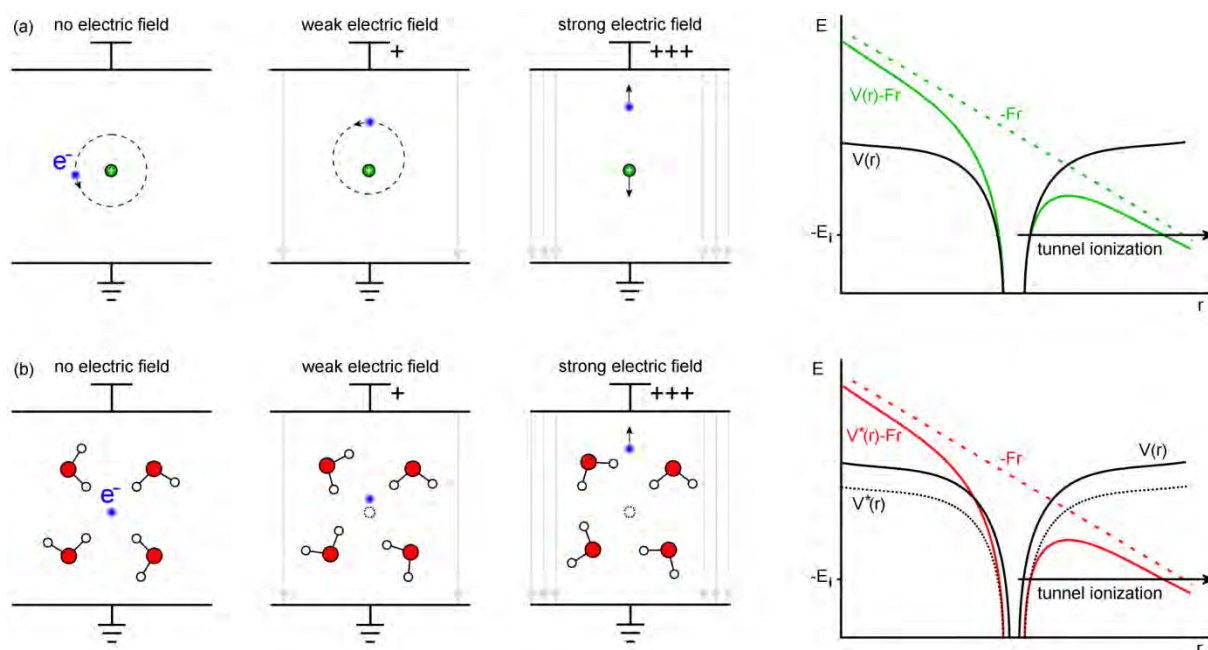 (a) no electric field
weak electric field
strong electric field
+
+++
e⁻
+
+
+
E
V(r)-Fr
-Fr
V(r)
-Eᵢ
tunnel ionization
r
(b) no electric field
weak electric field
strong electric field
+
+++
e⁻
E
V*(r)-Fr
-Fr
V(r)
V*(r)
-Eᵢ
tunnel ionization
r